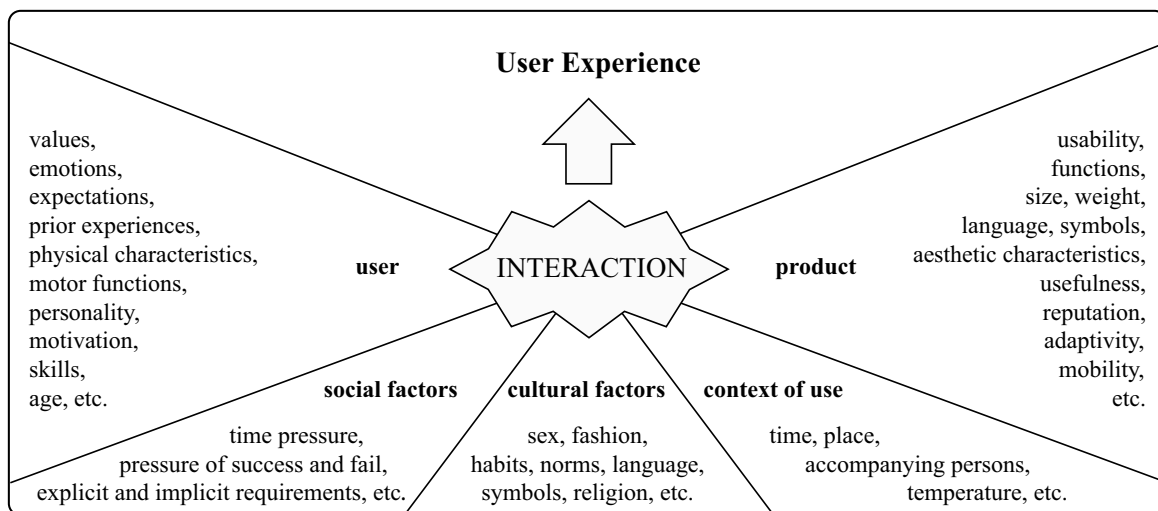 User Experience
values,
emotions,
expectations,
prior experiences,
physical characteristics,
motor functions,
personality,
motivation,
skills,
age, etc.
user
INTERACTION
product
usability,
functions,
size, weight,
language, symbols,
aesthetic characteristics,
usefulness,
reputation,
adaptivity,
mobility,
etc.
social factors
time pressure,
pressure of success and fail,
explicit and implicit requirements, etc.
cultural factors
sex, fashion,
habits, norms, language,
symbols, religion, etc.
context of use
time, place,
accompanying persons,
temperature, etc.